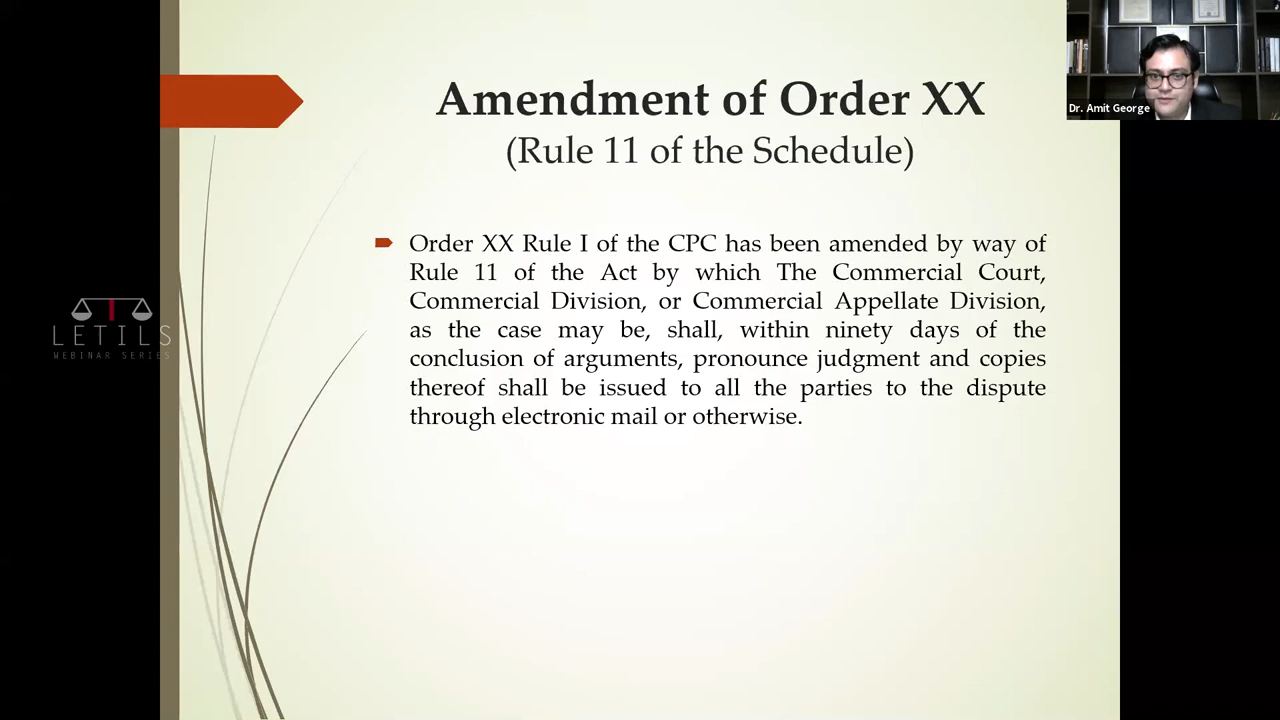 Amendment of Order XX
(Rule 11 of the Schedule)
Order XX Rule I of the CPC has been amended by way of
Rule 11 of the Act by which The Commercial Court,
Commercial Division, or Commercial Appellate Division,
as the case may be, shall, within ninety days of the
conclusion of arguments, pronounce judgment and copies
thereof shall be issued to all the parties to the dispute
through electronic mail or otherwise.
LETILS
WEBINAR SERIES
Dr. Amit George